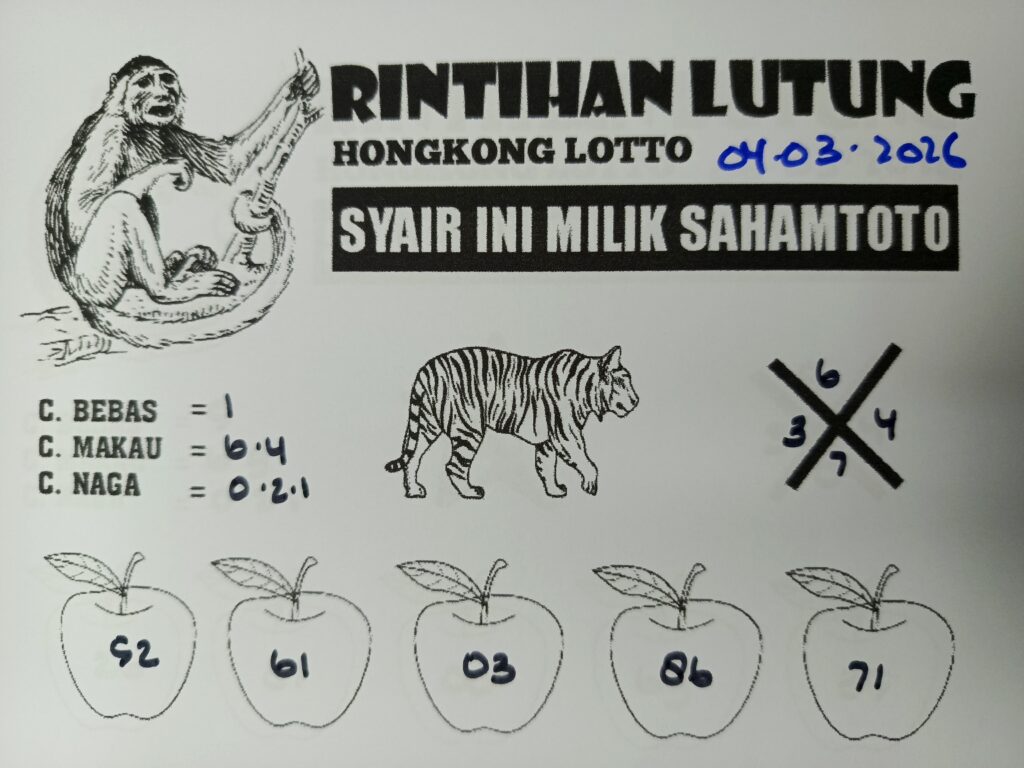 RINTIHAN LUTUNG
HONGKONG LOTTO 04.03.2026
SYAIR INI MILIK SAHAMTOTO
C. BEBAS = 1
C. MAKAU = 6.4
C. NAGA = 0.2.1
6
3 4
7
92 61 03 86 71